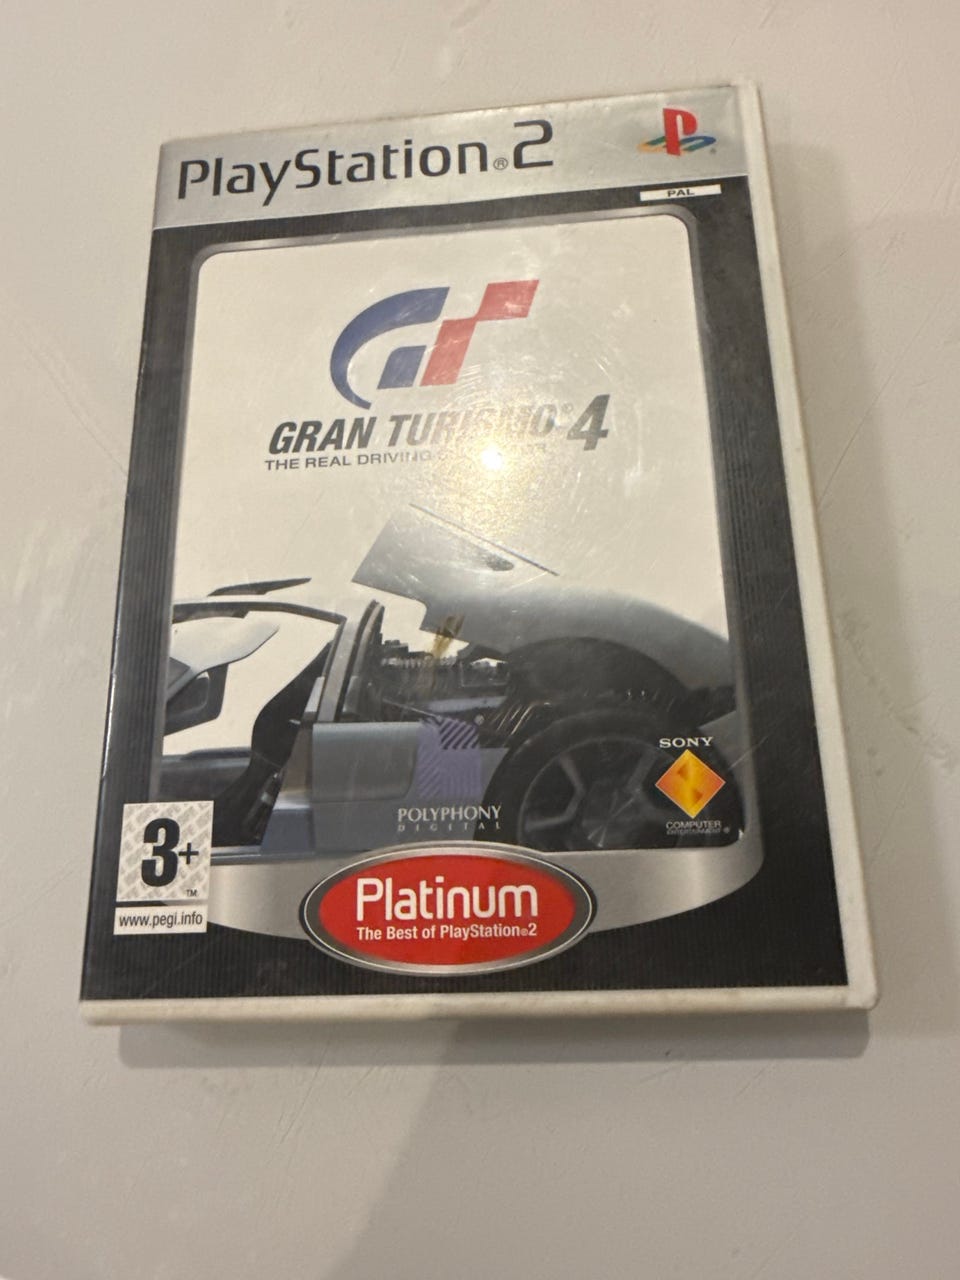 PlayStation®2
PAL
GRAN TURISMO®4
THE REAL DRIVING
SONY
COMPUTER
ENTERTAINMENT®
POLYPHONY
DIGITAL
3+
TM
www.pegi.info
Platinum
The Best of PlayStation®2